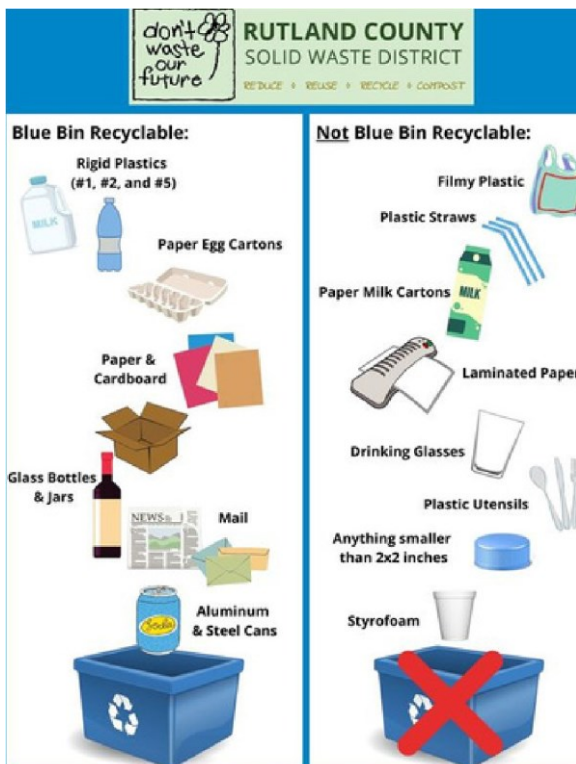 don't
waste
our
future
RUTLAND COUNTY
SOLID WASTE DISTRICT
REDUCE ♦ REUSE ♦ RECYCLE ♦ COMPOST
Blue Bin Recyclable:
Rigid Plastics
(#1, #2, and #5)
MILK
Paper Egg Cartons
Paper &
Cardboard
Glass Bottles
& Jars
NEWS
Mail
Soda
Aluminum
& Steel Cans
Not Blue Bin Recyclable:
Filmy Plastic
Plastic Straws
Paper Milk Cartons
MILK
Laminated Paper
Drinking Glasses
Plastic Utensils
Anything smaller
than 2x2 inches
Styrofoam